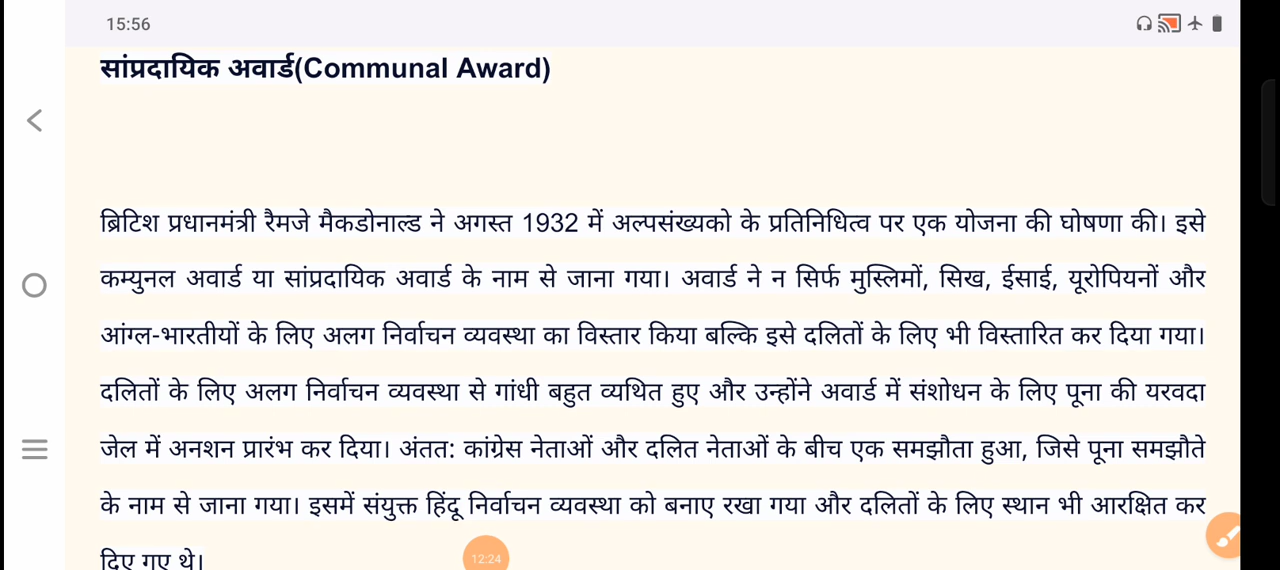 15:56
सांप्रदायिक अवार्ड(Communal Award)
ब्रिटिश प्रधानमंत्री रैमजे मैकडोनाल्ड ने अगस्त 1932 में अल्पसंख्यको के प्रतिनिधित्व पर एक योजना की घोषणा की। इसे
कम्युनल अवार्ड या सांप्रदायिक अवार्ड के नाम से जाना गया। अवार्ड ने न सिर्फ मुस्लिमों, सिख, ईसाई, यूरोपियनों और
आंग्ल-भारतीयों के लिए अलग निर्वाचन व्यवस्था का विस्तार किया बल्कि इसे दलितों के लिए भी विस्तारित कर दिया गया।
दलितों के लिए अलग निर्वाचन व्यवस्था से गांधी बहुत व्यथित हुए और उन्होंने अवार्ड में संशोधन के लिए पूना की यरवदा
जेल में अनशन प्रारंभ कर दिया। अंतत: कांग्रेस नेताओं और दलित नेताओं के बीच एक समझौता हुआ, जिसे पूना समझौते
के नाम से जाना गया। इसमें संयुक्त हिंदू निर्वाचन व्यवस्था को बनाए रखा गया और दलितों के लिए स्थान भी आरक्षित कर
दिए गए थे।
12:24